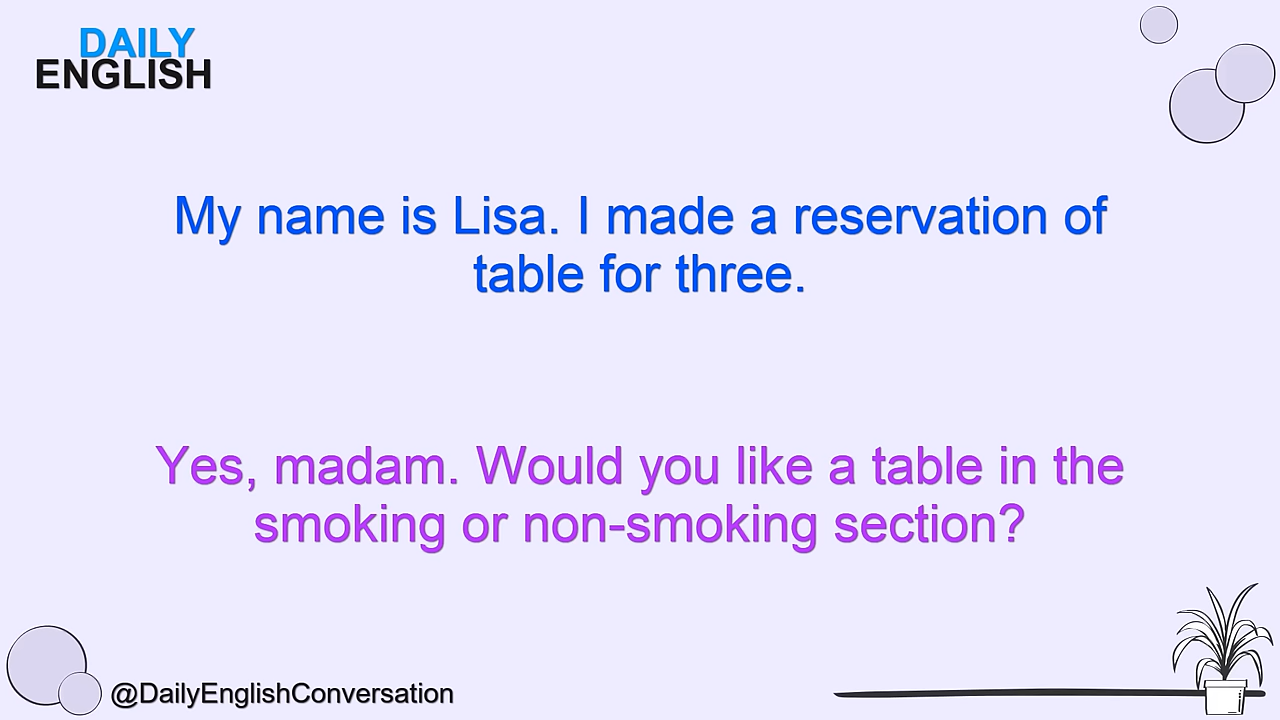 DAILY
ENGLISH
My name is Lisa. I made a reservation of
table for three.
Yes, madam. Would you like a table in the
smoking or non-smoking section?
@DailyEnglishConversation